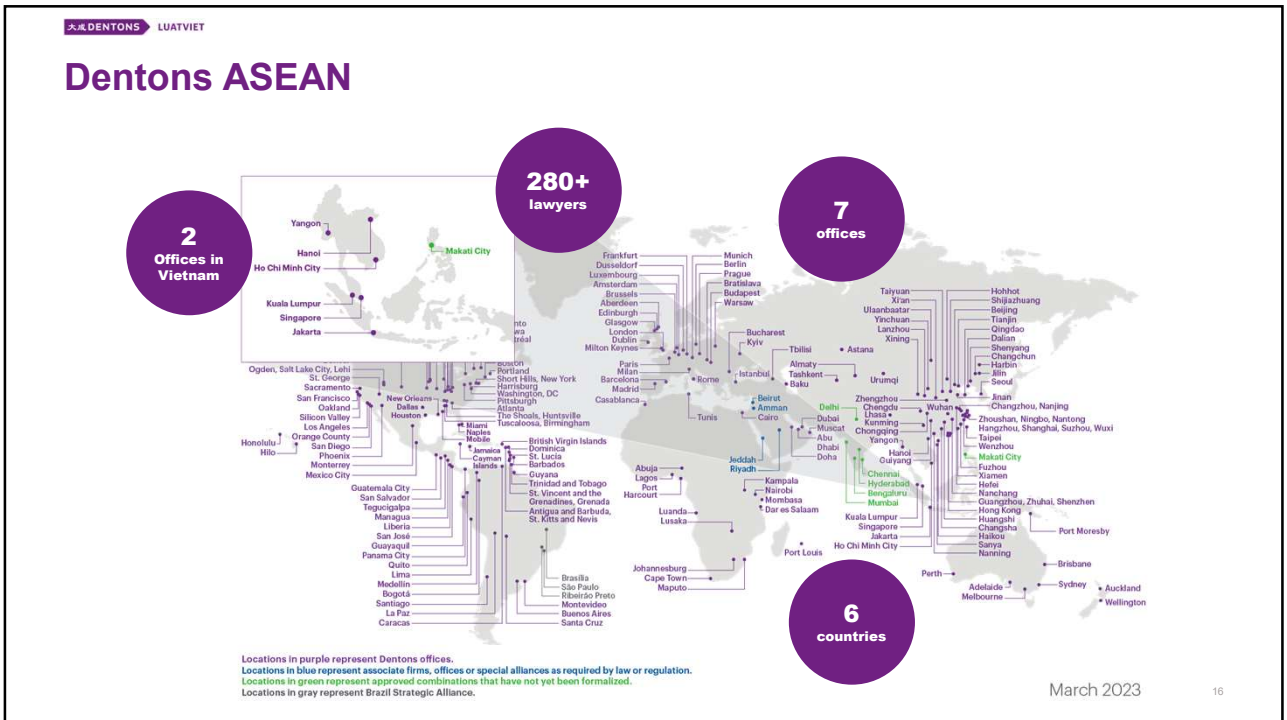 大成 DENTONS LUATVIET
Dentons ASEAN
2
Offices in
Vietnam
280+
lawyers
7
offices
6
countries
Yangon
Hanoi
Ho Chi Minh City
Kuala Lumpur
Singapore
Jakarta
Makati City
Ogden, Salt Lake City, Lehi
St. George
Sacramento
San Francisco
Oakland
Silicon Valley
Los Angeles
Orange County
San Diego
Phoenix
Monterrey
Mexico City
Honolulu
Hilo
New Orleans
Dallas
Houston
Boston
Portland
Short Hills, New York
Harrisburg
Washington, DC
Pittsburgh
Atlanta
The Shoals, Huntsville
Tuscaloosa, Birmingham
Miami
Naples
Mobile
Jamaica
Cayman
Islands
British Virgin Islands
Dominica
St. Lucia
Barbados
Guyana
Trinidad and Tobago
St. Vincent and the
Grenadines, Grenada
Antigua and Barbuda,
St. Kitts and Nevis
Guatemala City
San Salvador
Tegucigalpa
Managua
Liberia
San José
Guayaquil
Panama City
Quito
Lima
Medellín
Bogotá
Santiago
La Paz
Caracas
Brasília
São Paulo
Ribeirão Preto
Montevideo
Buenos Aires
Santa Cruz
Frankfurt
Dusseldorf
Luxembourg
Amsterdam
Brussels
Aberdeen
Edinburgh
Glasgow
London
Dublin
Milton Keynes
Paris
Milan
Barcelona
Madrid
Casablanca
Munich
Berlin
Prague
Bratislava
Budapest
Warsaw
Bucharest
Kyiv
Rome
Istanbul
Tunis
Tbilisi
Astana
Almaty
Tashkent
Baku
Urumqi
Beirut
Amman
Cairo
Delhi
Dubai
Muscat
Abu
Dhabi
Doha
Jeddah
Riyadh
Chennai
Hyderabad
Bengaluru
Mumbai
Abuja
Lagos
Port
Harcourt
Luanda
Lusaka
Kampala
Nairobi
Mombasa
Dar es Salaam
Port Louis
Johannesburg
Cape Town
Maputo
Taiyuan
Xi'an
Ulaanbaatar
Yinchuan
Lanzhou
Xining
Hohhot
Shijiazhuang
Beijing
Tianjin
Qingdao
Dalian
Shenyang
Changchun
Harbin
Jilin
Seoul
Jinan
Changzhou, Nanjing
Zhengzhou
Chengdu
Lhasa
Kunming
Chongqing
Yangon
Hanoi
Guiyang
Wuhan
Zhoushan, Ningbo, Nantong
Hangzhou, Shanghai, Suzhou, Wuxi
Taipei
Wenzhou
Makati City
Fuzhou
Xiamen
Hefei
Nanchang
Guangzhou, Zhuhai, Shenzhen
Hong Kong
Huangshi
Changsha
Haikou
Sanya
Nanning
Kuala Lumpur
Singapore
Jakarta
Ho Chi Minh City
Port Moresby
Perth
Adelaide
Melbourne
Brisbane
Sydney
Auckland
Wellington
Locations in purple represent Dentons offices.
Locations in blue represent associate firms, offices or special alliances as required by law or regulation.
Locations in green represent approved combinations that have not yet been formalized.
Locations in gray represent Brazil Strategic Alliance.
March 2023
16